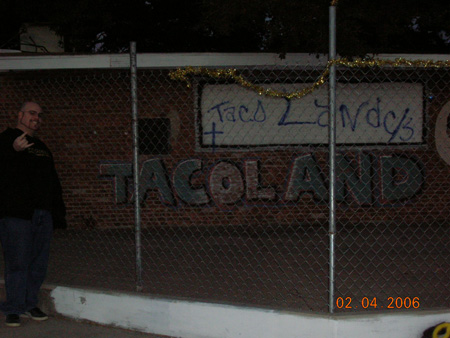 Taco Land c/s
TACOLAND
02 04 2006